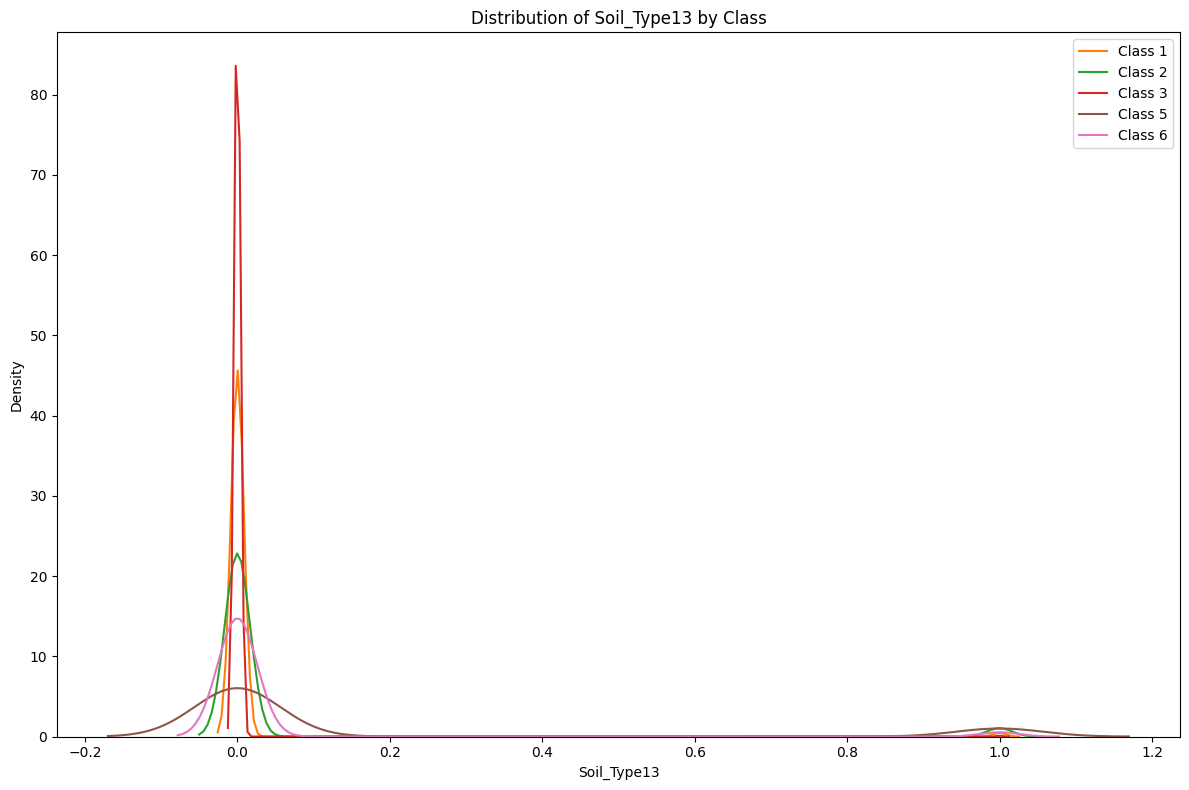 Distribution of Soil_Type13 by Class
Class 1
Class 2
Class 3
Class 5
Class 6
80
70
60
50
40
30
20
10
0
Density
−0.2
0.0
0.2
0.4
0.6
0.8
1.0
1.2
Soil_Type13